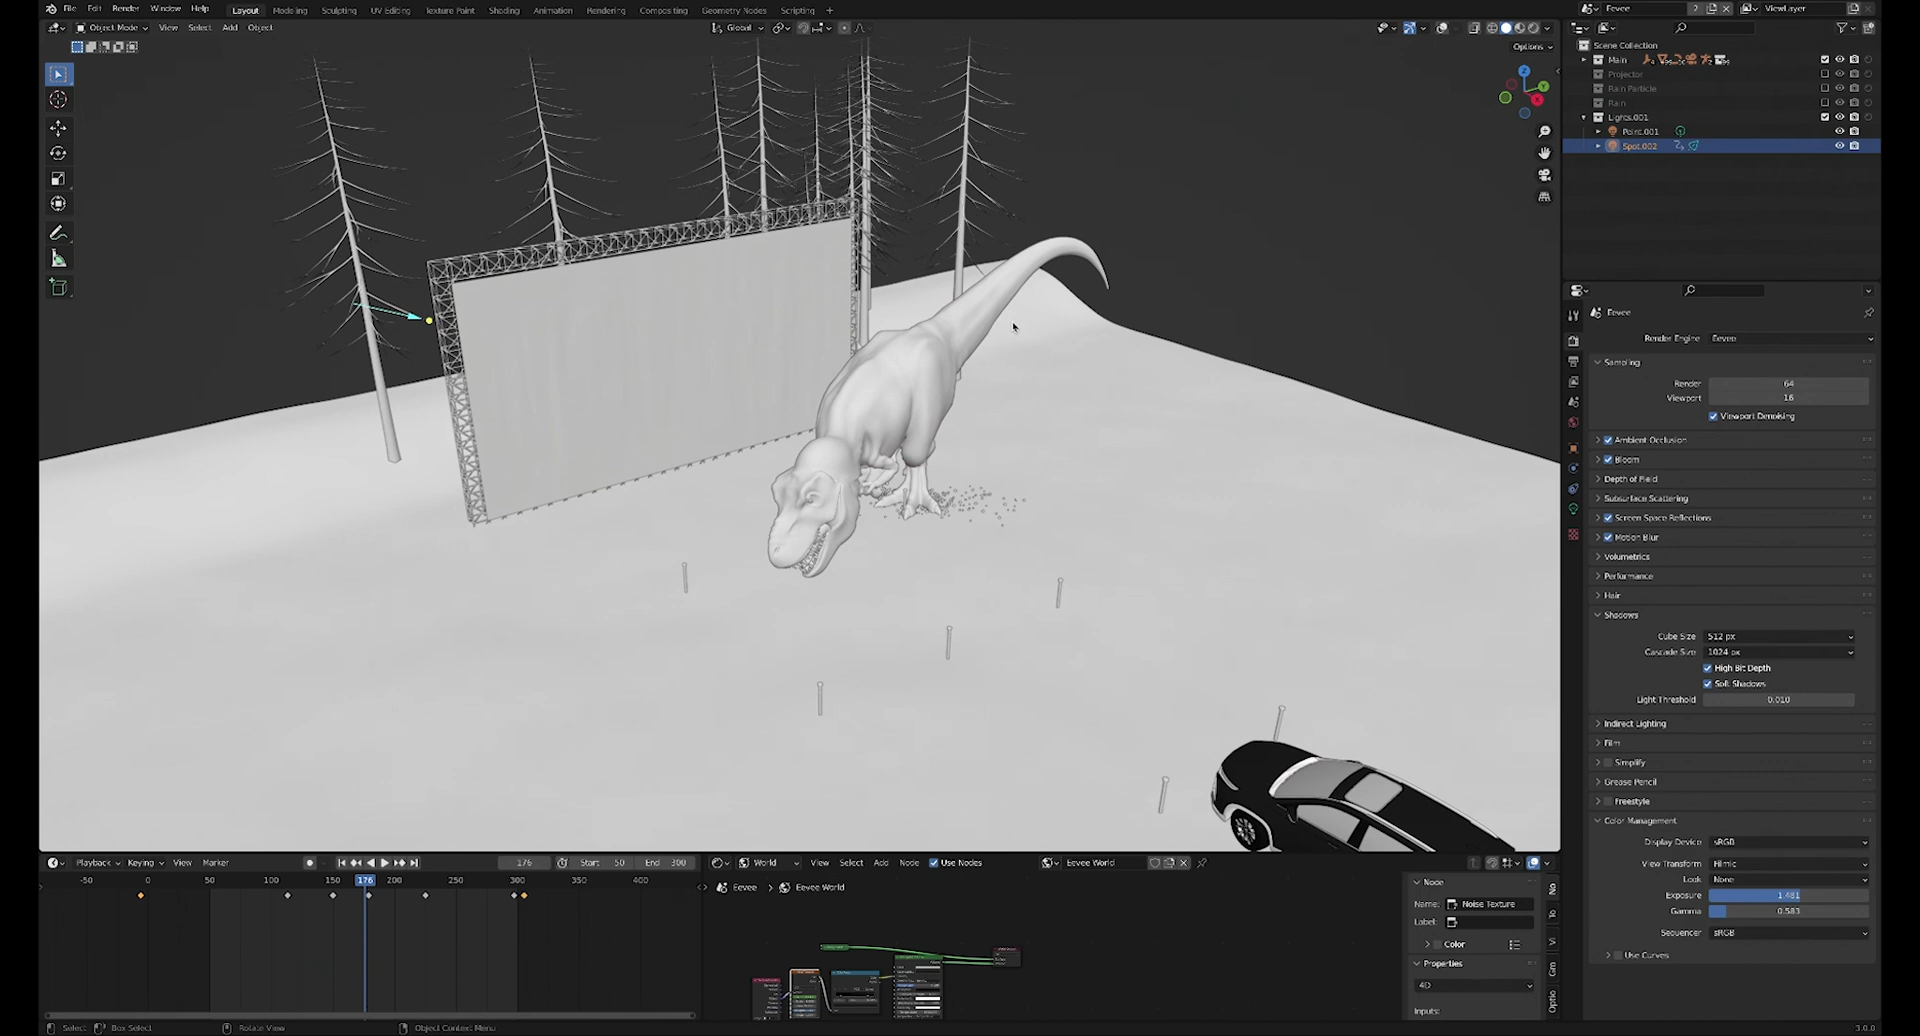 File Edit Render Window Help Layout Modeling Sculpting UV Editing Texture Paint Shading Animation Rendering Compositing Geometry Nodes Scripting +
Eevee
ViewLayer
Object Mode View Select Add Object
Global
Options
Scene Collection
Main
Projector
Rain Particle
Rain
Lights.001
Point.001
Spot.002
Eevee
Render Engine Eevee
Sampling
Render 64
Viewport 16
Viewport Denoising
Ambient Occlusion
Bloom
Depth of Field
Subsurface Scattering
Screen Space Reflections
Motion Blur
Volumetrics
Performance
Hair
Shadows
Cube Size 512 px
Cascade Size 1024 px
High Bit Depth
Soft Shadows
Light Threshold 0.010
Indirect Lighting
Film
Simplify
Grease Pencil
Freestyle
Color Management
Display Device sRGB
View Transform Filmic
Look None
Exposure 1.481
Gamma 0.583
Sequencer sRGB
Use Curves
Playback Keying View Marker
176 Start 50 End 300
-50 0 50 100 150 176 200 250 300 350 400
World View Select Add Node Use Nodes Eevee World
Eevee > Eevee World
Node
Name: Noise Texture
Label:
Color
Properties
4D
Inputs:
Select Box Select Rotate View Object Context Menu
3.0.0